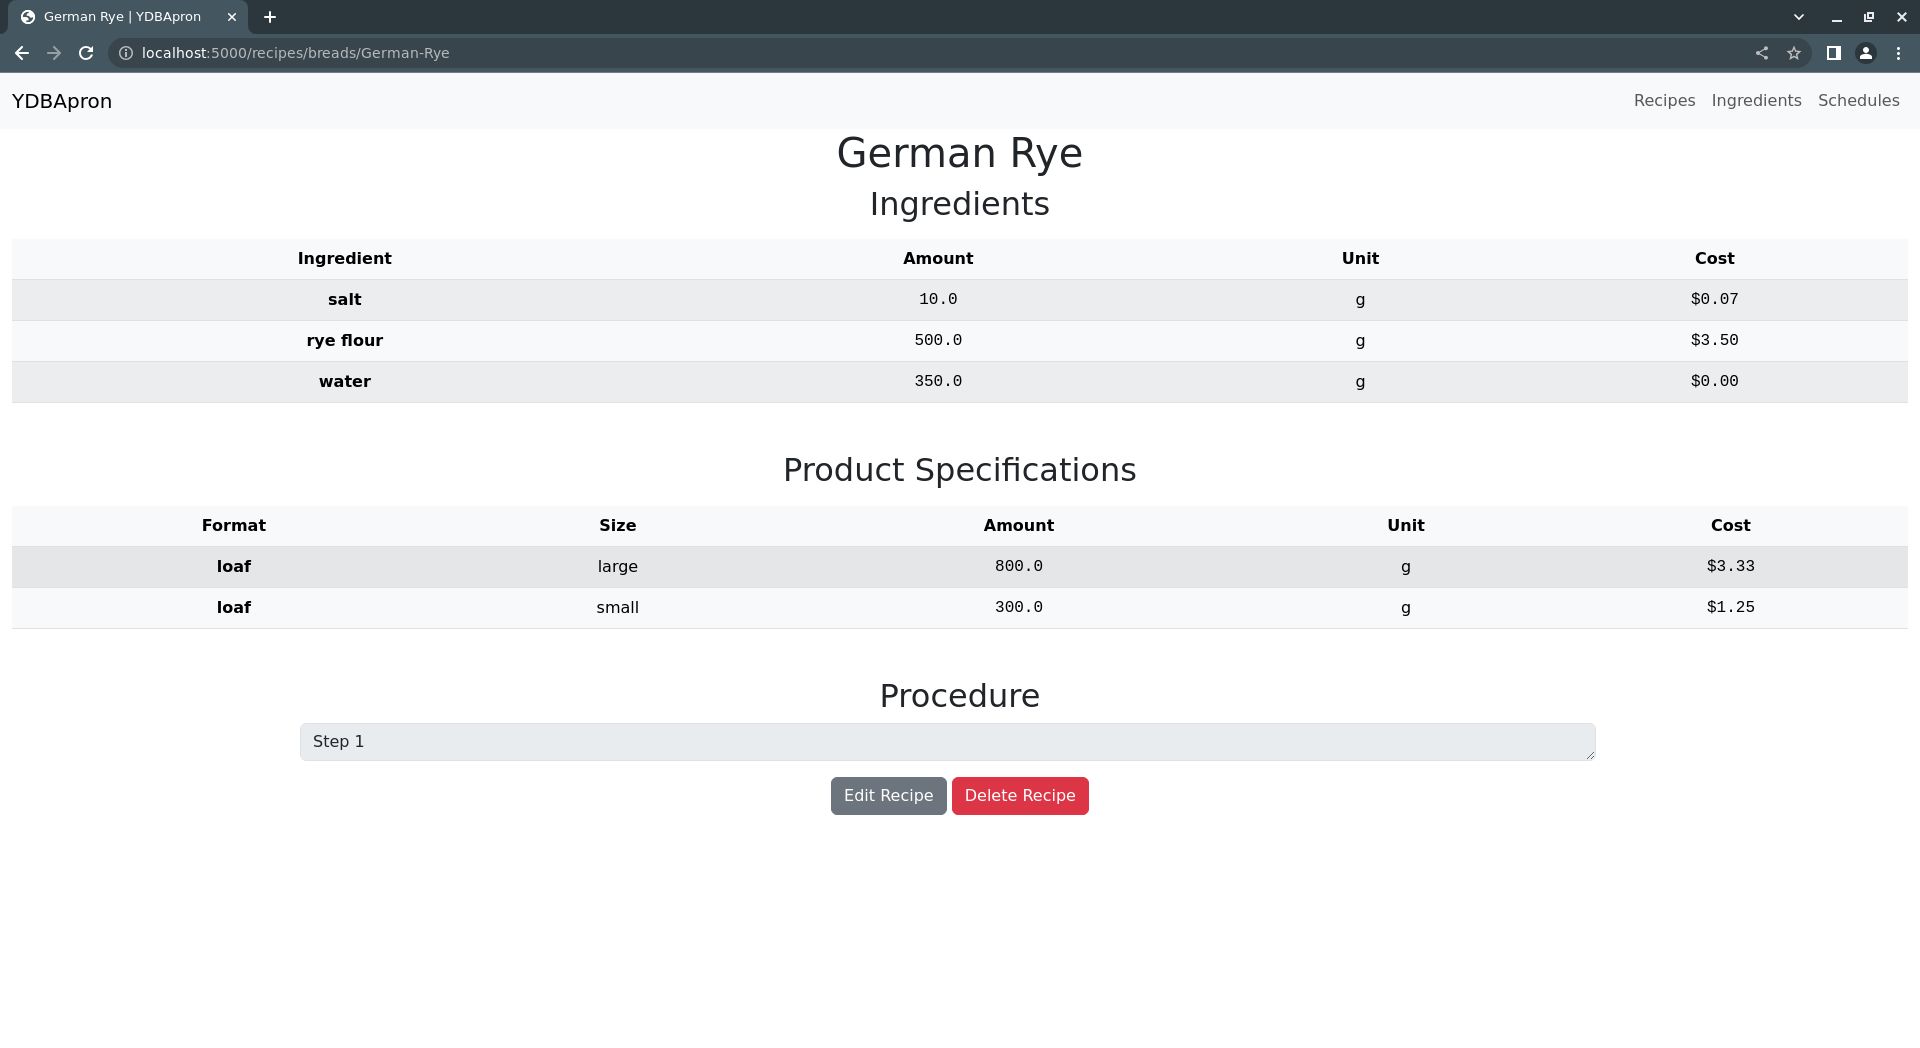 German Rye | YDBApron
localhost:5000/recipes/breads/German-Rye
YDBApron Recipes Ingredients Schedules
German Rye
Ingredients
Ingredient Amount Unit Cost
salt 10.0 g $0.07
rye flour 500.0 g $3.50
water 350.0 g $0.00
Product Specifications
Format Size Amount Unit Cost
loaf large 800.0 g $3.33
loaf small 300.0 g $1.25
Procedure
Step 1
Edit Recipe Delete Recipe